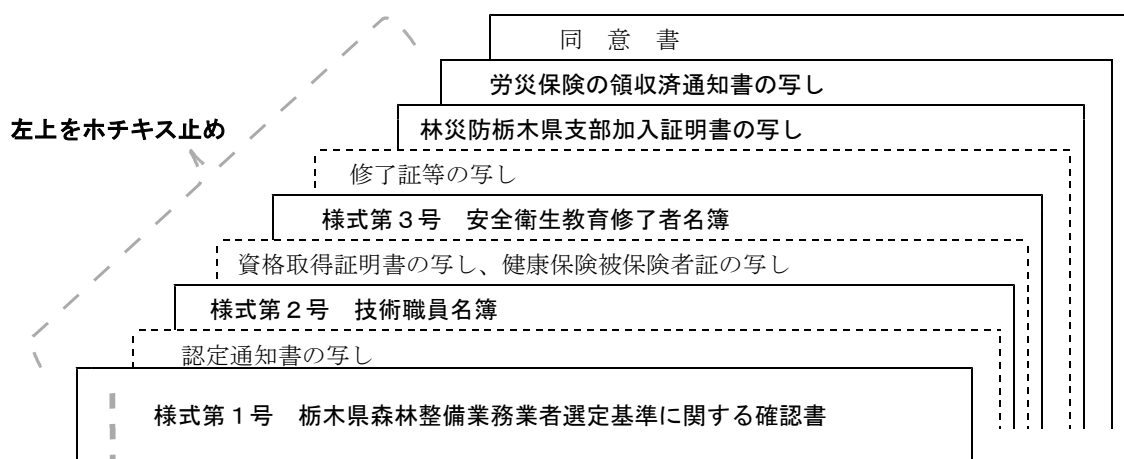 同　意　書
労災保険の領収済通知書の写し
左上をホチキス止め
林災防栃木県支部加入証明書の写し
修了証等の写し
様式第３号　安全衛生教育修了者名簿
資格取得証明書の写し、健康保険被保険者証の写し
様式第２号　技術職員名簿
認定通知書の写し
様式第１号　栃木県森林整備業務業者選定基準に関する確認書